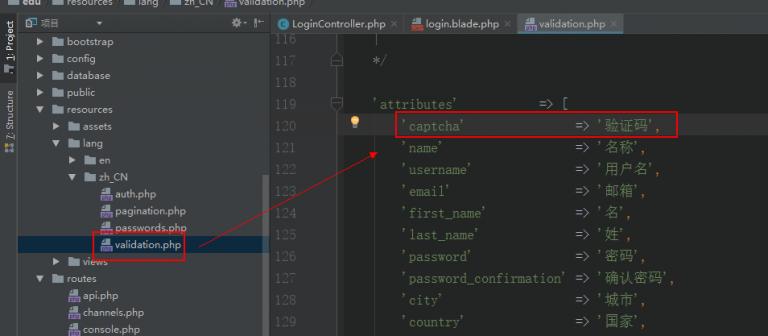 edu resources lang zh_CN validation.php
项目
LoginController.php × login.blade.php × validation.php ×
1: Project
7: Structure
bootstrap
config
database
public
resources
assets
lang
en
zh_CN
auth.php
pagination.php
passwords.php
validation.php
views
routes
api.php
channels.php
console.php
116 |
117 */
118
119 'attributes' => [
120 'captcha' => '验证码',
121 'name' => '名称',
122 'username' => '用户名',
123 'email' => '邮箱',
124 'first_name' => '名',
125 'last_name' => '姓',
126 'password' => '密码',
127 'password_confirmation' => '确认密码',
128 'city' => '城市',
129 'country' => '国家',